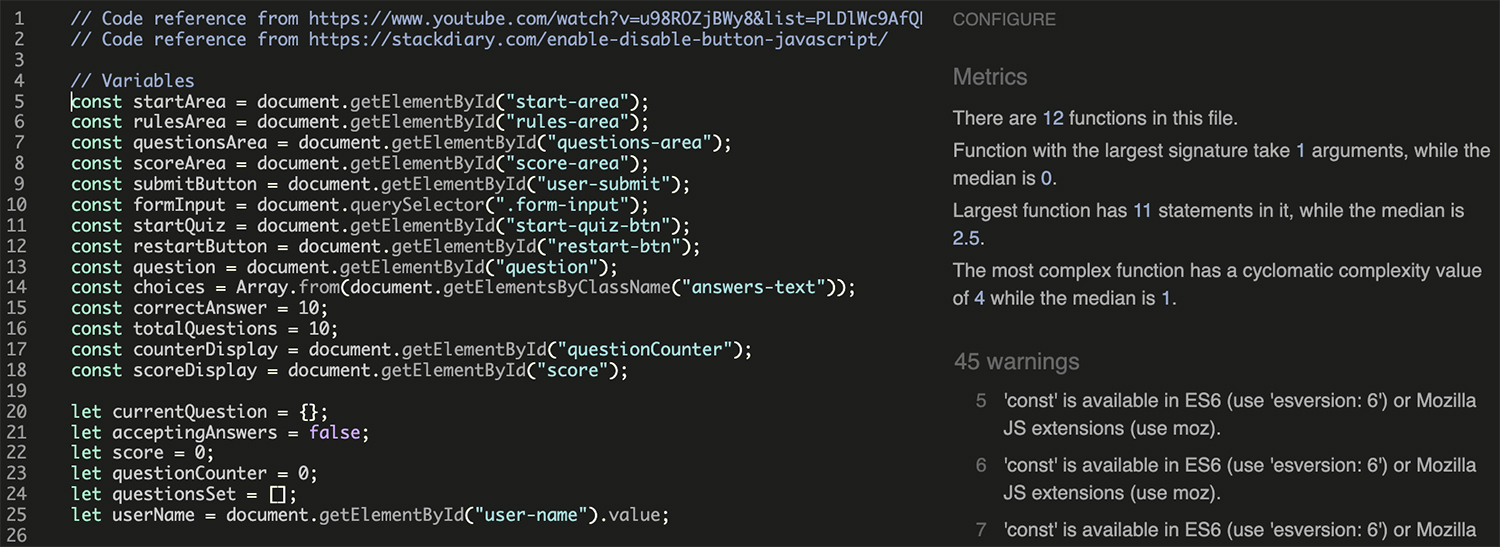 1 // Code reference from https://www.youtube.com/watch?v=u98ROZjBWy8&list=PLDlWc9AfQ
2 // Code reference from https://stackdiary.com/enable-disable-button-javascript/
3
4 // Variables
5 const startArea = document.getElementById("start-area");
6 const rulesArea = document.getElementById("rules-area");
7 const questionsArea = document.getElementById("questions-area");
8 const scoreArea = document.getElementById("score-area");
9 const submitButton = document.getElementById("user-submit");
10 const formInput = document.querySelector(".form-input");
11 const startQuiz = document.getElementById("start-quiz-btn");
12 const restartButton = document.getElementById("restart-btn");
13 const question = document.getElementById("question");
14 const choices = Array.from(document.getElementsByClassName("answers-text"));
15 const correctAnswer = 10;
16 const totalQuestions = 10;
17 const counterDisplay = document.getElementById("questionCounter");
18 const scoreDisplay = document.getElementById("score");
19
20 let currentQuestion = {};
21 let acceptingAnswers = false;
22 let score = 0;
23 let questionCounter = 0;
24 let questionsSet = [];
25 let userName = document.getElementById("user-name").value;
26
CONFIGURE
Metrics
There are 12 functions in this file.
Function with the largest signature take 1 arguments, while the
median is 0.
Largest function has 11 statements in it, while the median is
2.5.
The most complex function has a cyclomatic complexity value
of 4 while the median is 1.
45 warnings
5 'const' is available in ES6 (use 'esversion: 6') or Mozilla
JS extensions (use moz).
6 'const' is available in ES6 (use 'esversion: 6') or Mozilla
JS extensions (use moz).
7 'const' is available in ES6 (use 'esversion: 6') or Mozilla